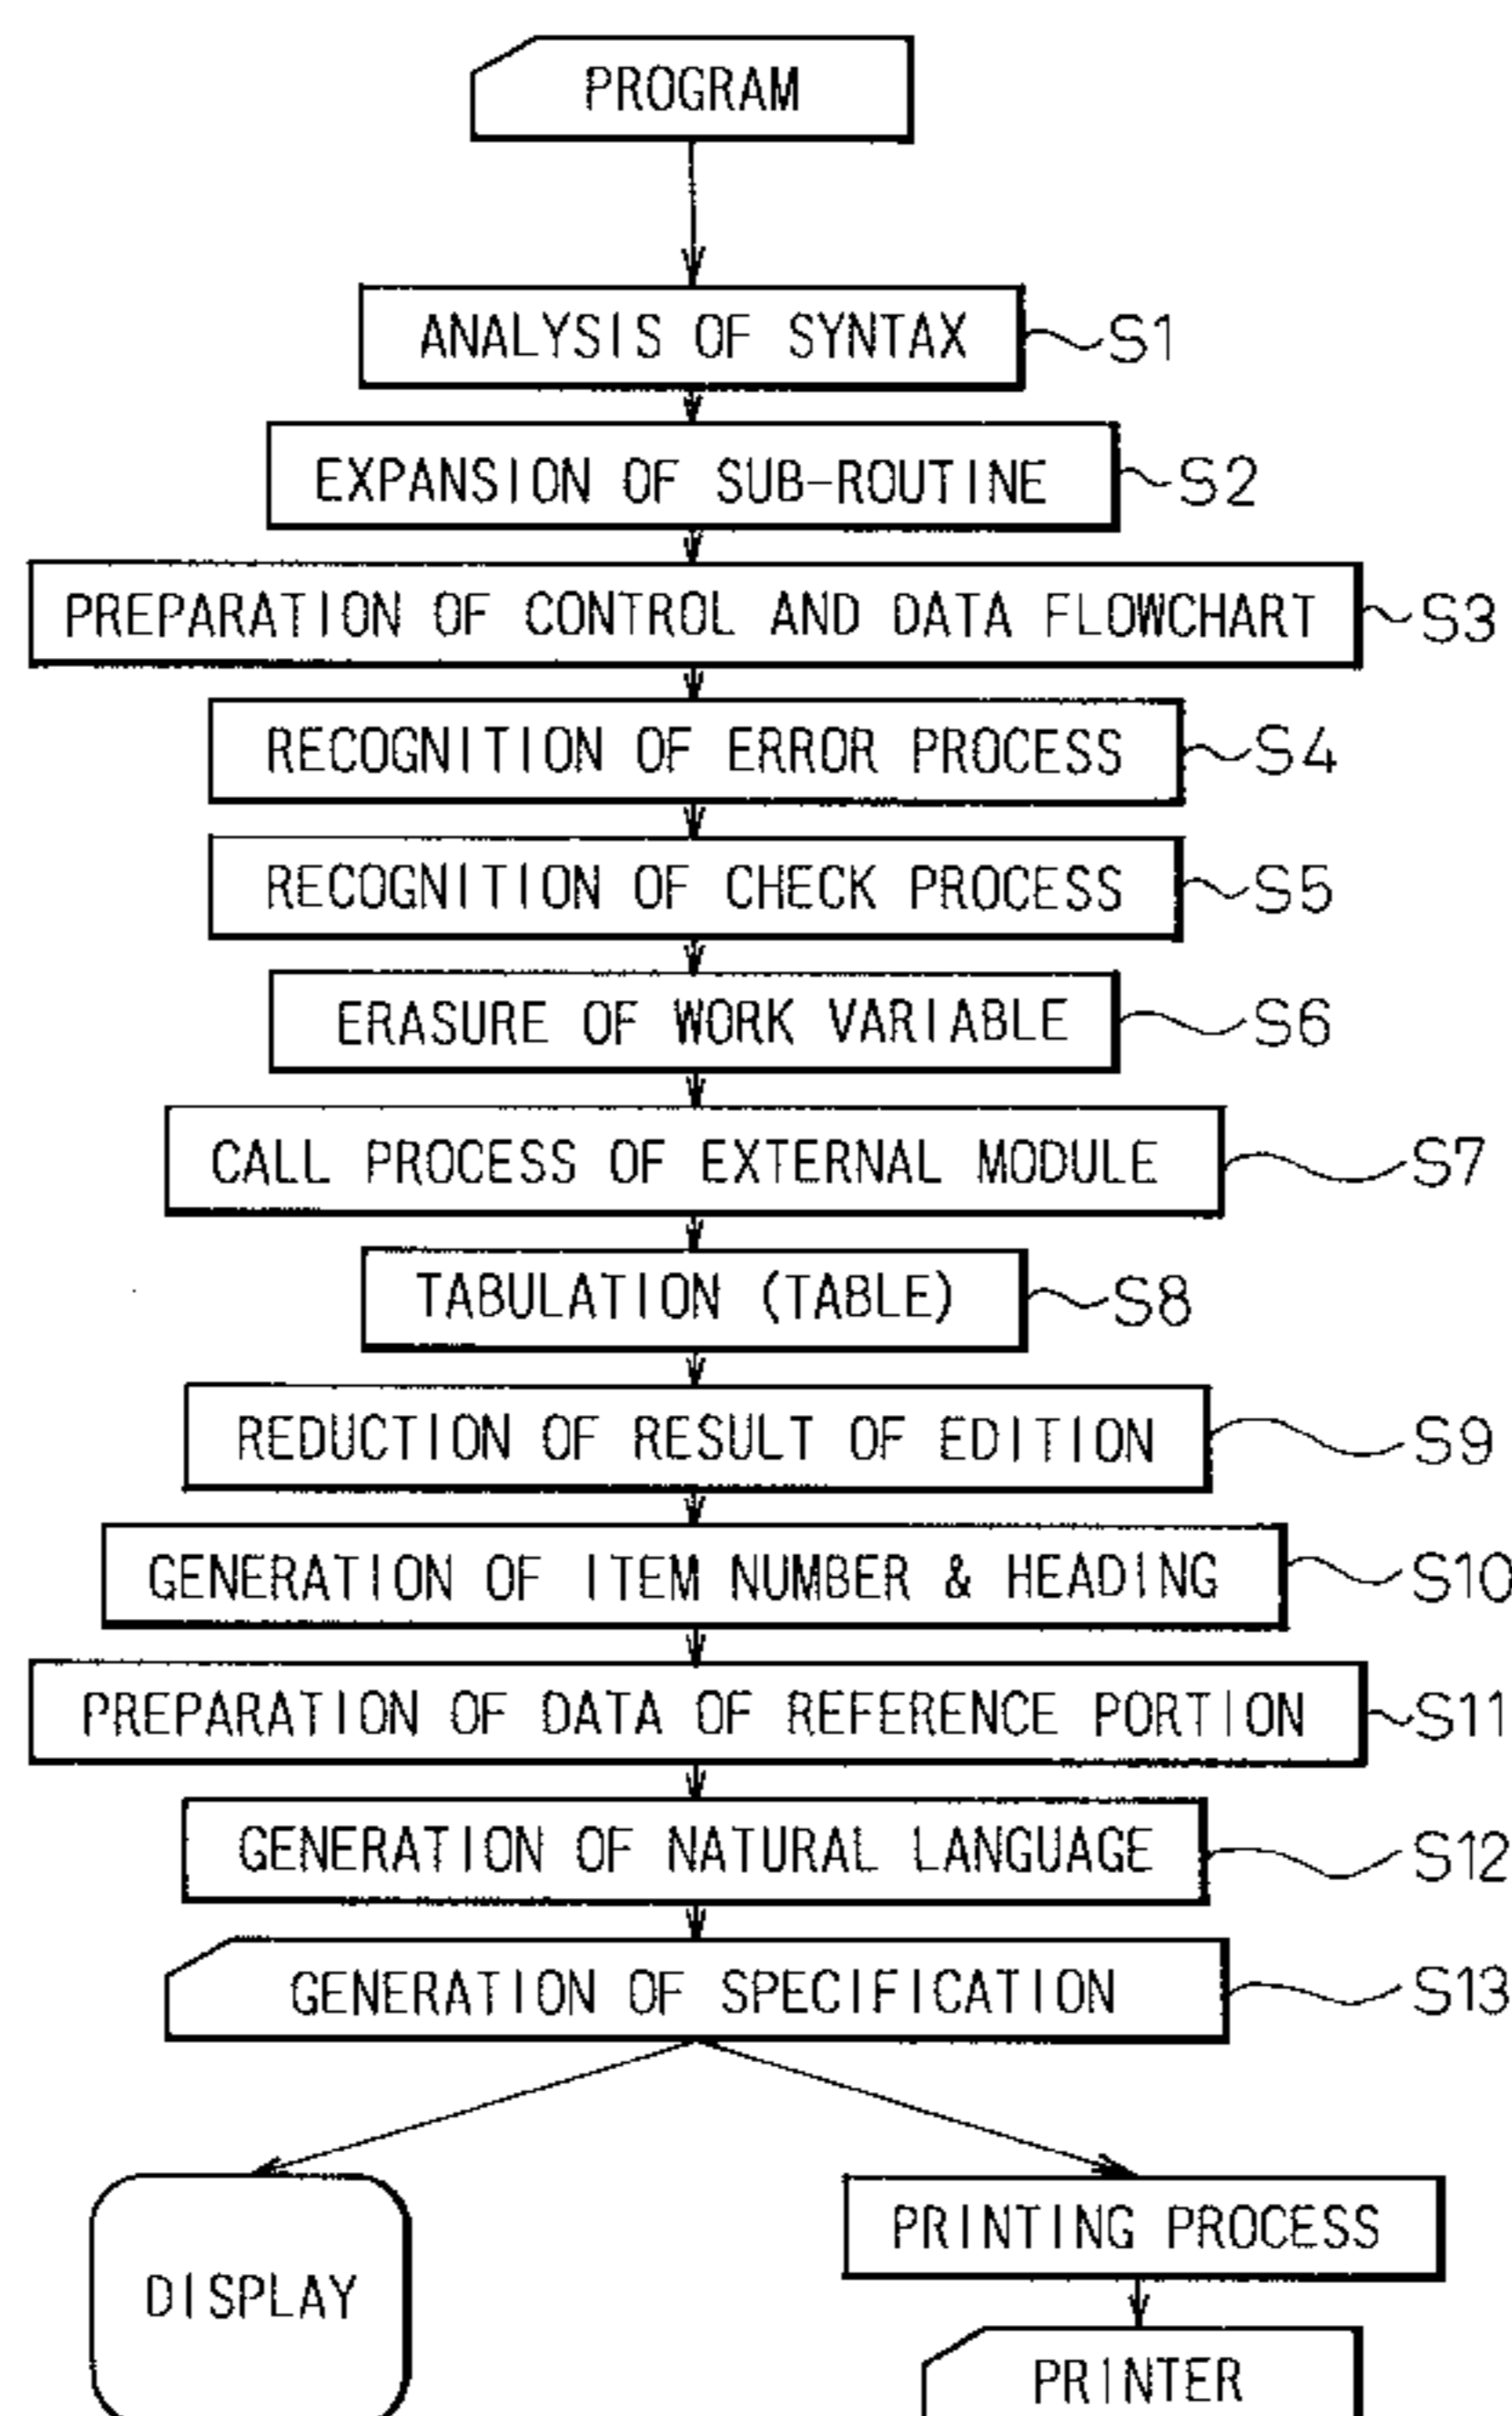 PROGRAM
ANALYSIS OF SYNTAX S1
EXPANSION OF SUB-ROUTINE S2
PREPARATION OF CONTROL AND DATA FLOWCHART S3
RECOGNITION OF ERROR PROCESS S4
RECOGNITION OF CHECK PROCESS S5
ERASURE OF WORK VARIABLE S6
CALL PROCESS OF EXTERNAL MODULE S7
TABULATION (TABLE) S8
REDUCTION OF RESULT OF EDITION S9
GENERATION OF ITEM NUMBER & HEADING S10
PREPARATION OF DATA OF REFERENCE PORTION S11
GENERATION OF NATURAL LANGUAGE S12
GENERATION OF SPECIFICATION S13
PRINTING PROCESS
DISPLAY
PRINTER